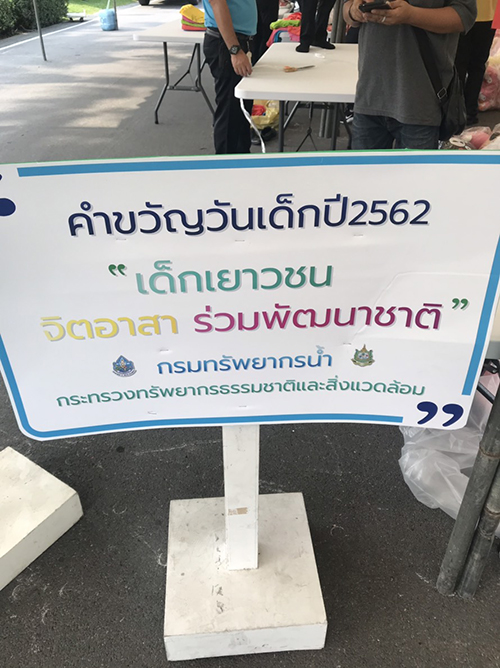 คำขวัญวันเด็กปี2562
“ เด็กเยาวชน
จิตอาสา ร่วมพัฒนาชาติ ”
กรมทรัพยากรน้ำ
กระทรวงทรัพยากรธรรมชาติและสิ่งแวดล้อม